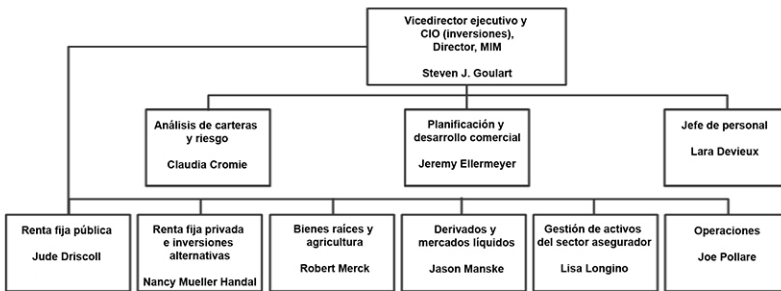 Vicedirector ejecutivo y
CIO (inversiones),
Director, MIM
Steven J. Goulart
Análisis de carteras
y riesgo
Claudia Cromie
Planificación y
desarrollo comercial
Jeremy Ellermeyer
Jefe de personal
Lara Devieux
Renta fija pública
Jude Driscoll
Renta fija privada
e inversiones
alternativas
Nancy Mueller Handal
Bienes raíces y
agricultura
Robert Merck
Derivados y
mercados líquidos
Jason Manske
Gestión de activos
del sector asegurador
Lisa Longino
Operaciones
Joe Pollare